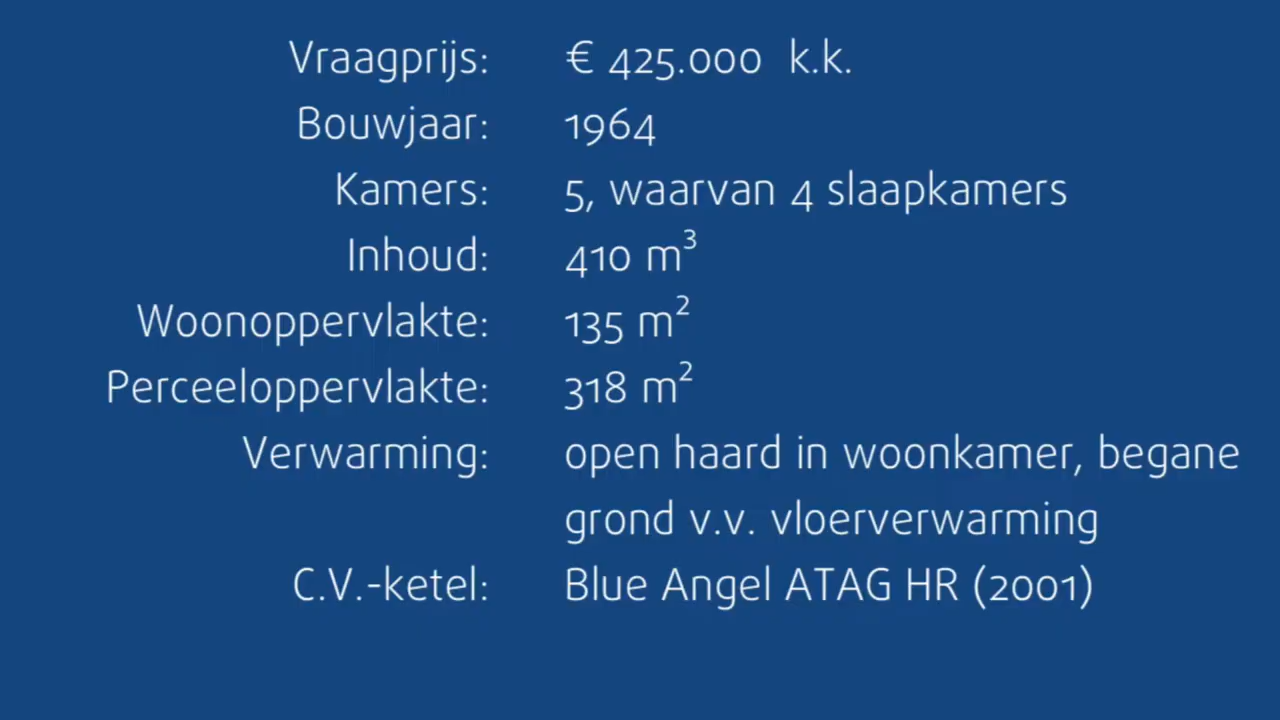 Vraagprijs: € 425.000 k.k.
Bouwjaar: 1964
Kamers: 5, waarvan 4 slaapkamers
Inhoud: 410 m³
Woonoppervlakte: 135 m²
Perceeloppervlakte: 318 m²
Verwarming: open haard in woonkamer, begane
grond v.v. vloerverwarming
C.V.-ketel: Blue Angel ATAG HR (2001)